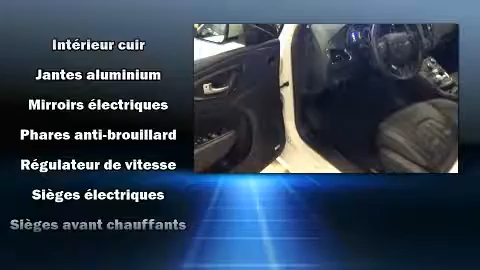 Intérieur cuir
Jantes aluminium
Mirroirs électriques
Phares anti-brouillard
Régulateur de vitesse
Sièges électriques
Sièges avant chauffants